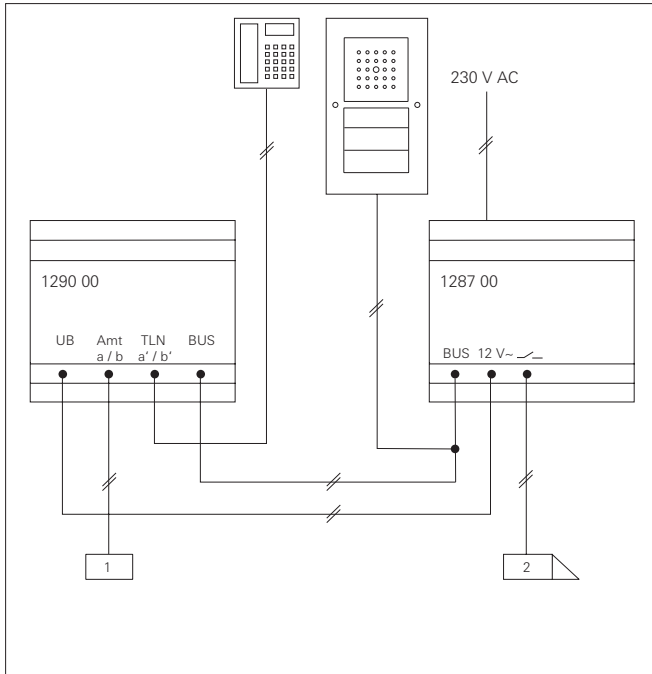 230 V AC
1290 00
1287 00
UB Amt TLN BUS
a / b a‘ / b‘
BUS 12 V~
1
2